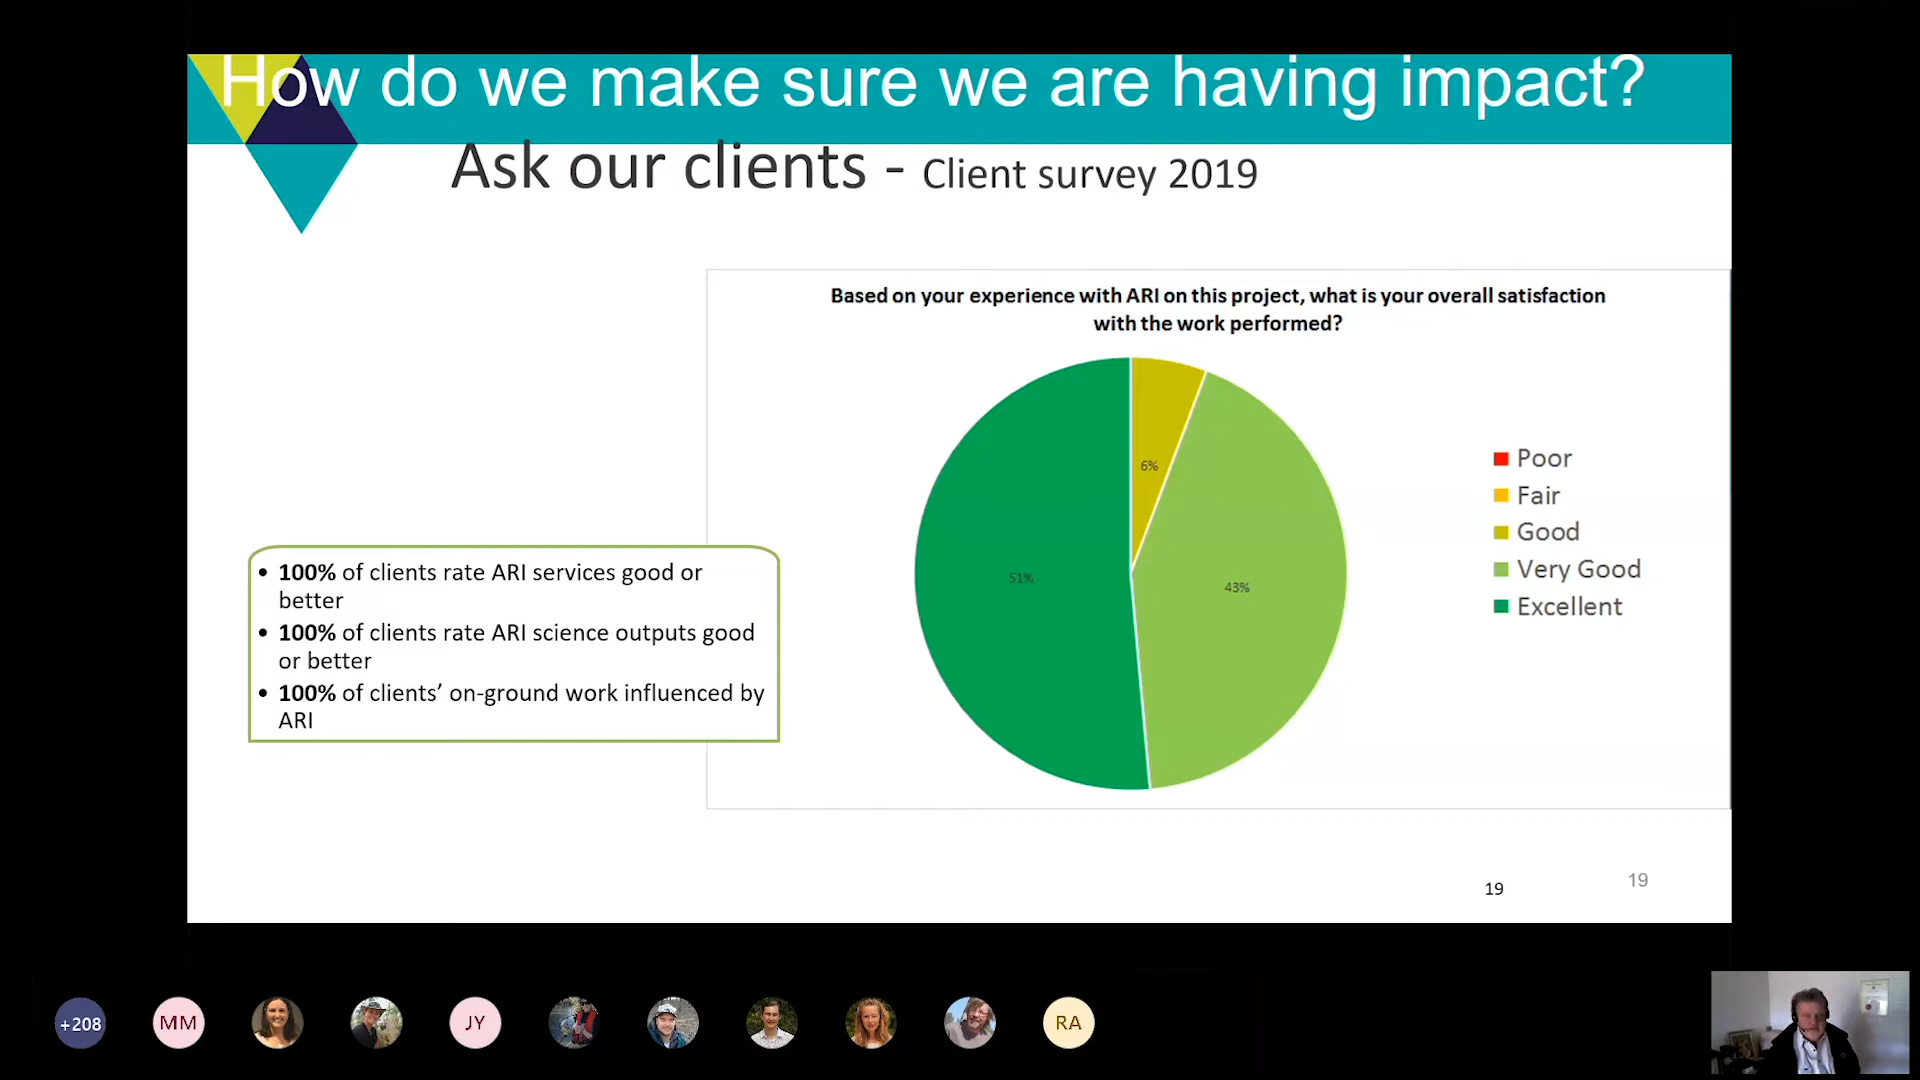 How do we make sure we are having impact?
Ask our clients - Client survey 2019
Based on your experience with ARI on this project, what is your overall satisfaction
with the work performed?
6%
51%
43%
Poor
Fair
Good
Very Good
Excellent
• 100% of clients rate ARI services good or
better
• 100% of clients rate ARI science outputs good
or better
• 100% of clients’ on-ground work influenced by
ARI
19
19
+208
MM
JY
RA